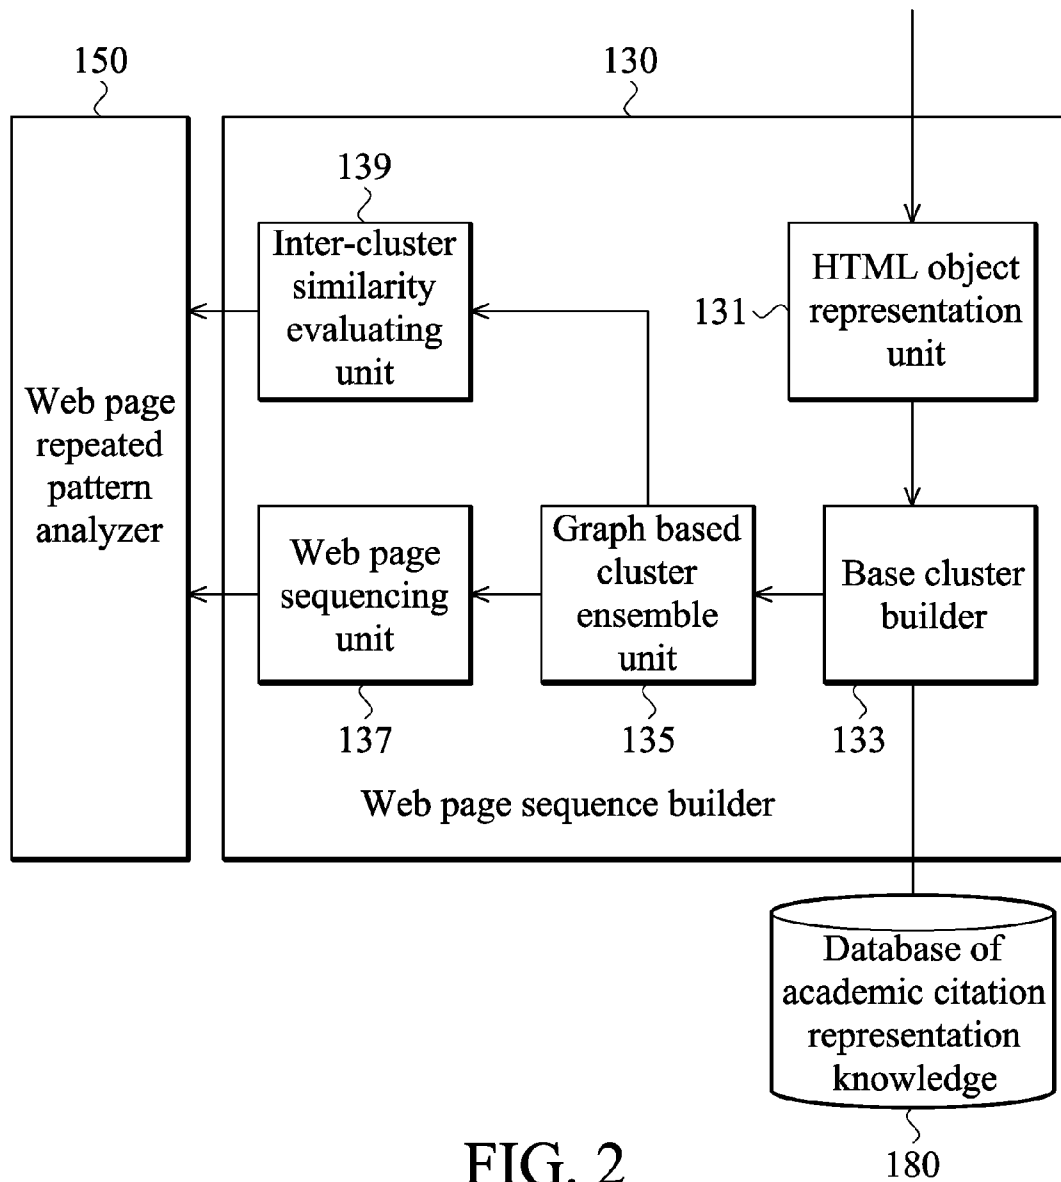 150
130
139
Inter-cluster
similarity
evaluating
unit
131
HTML object
representation
unit
Web page
repeated
pattern
analyzer
Web page
sequencing
unit
Graph based
cluster
ensemble
unit
Base cluster
builder
137
135
133
Web page sequence builder
Database of
academic citation
representation
knowledge
180
FIG. 2